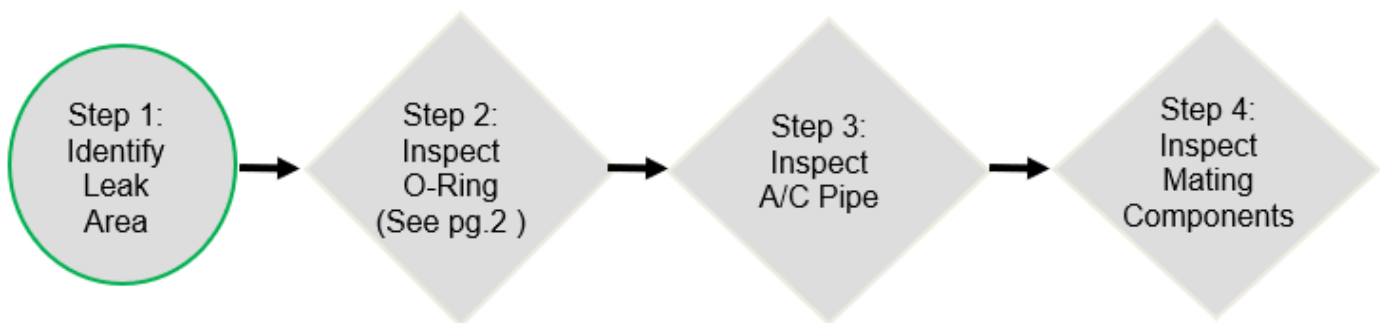 Step 1:
Identify
Leak
Area
Step 2:
Inspect
O-Ring
(See pg.2 )
Step 3:
Inspect
A/C Pipe
Step 4:
Inspect
Mating
Components